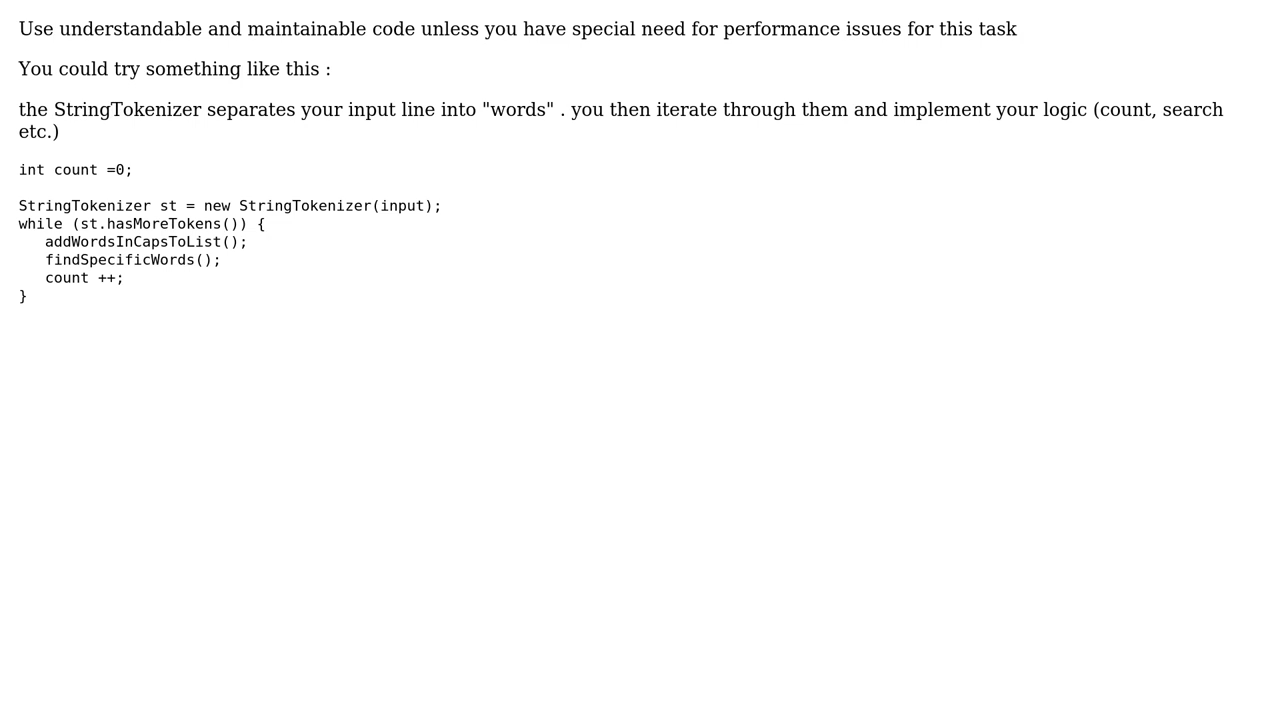 Use understandable and maintainable code unless you have special need for performance issues for this task
You could try something like this :
the StringTokenizer separates your input line into "words" . you then iterate through them and implement your logic (count, search
etc.)
int count =0;
StringTokenizer st = new StringTokenizer(input);
while (st.hasMoreTokens()) {
   addWordsInCapsToList();
   findSpecificWords();
   count ++;
}